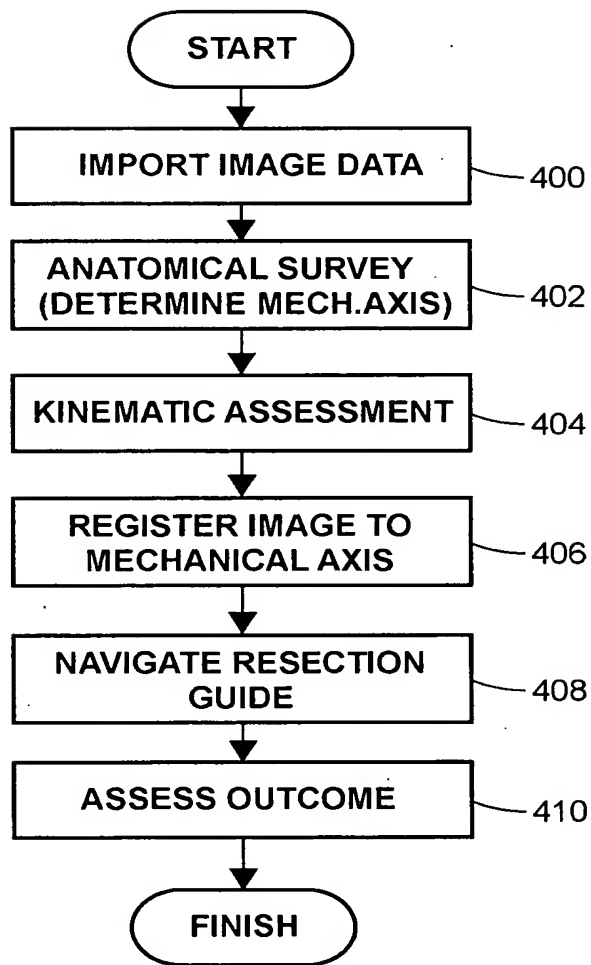 START
IMPORT IMAGE DATA
400
ANATOMICAL SURVEY
(DETERMINE MECH.AXIS)
402
KINEMATIC ASSESSMENT
404
REGISTER IMAGE TO
MECHANICAL AXIS
406
NAVIGATE RESECTION
GUIDE
408
ASSESS OUTCOME
410
FINISH